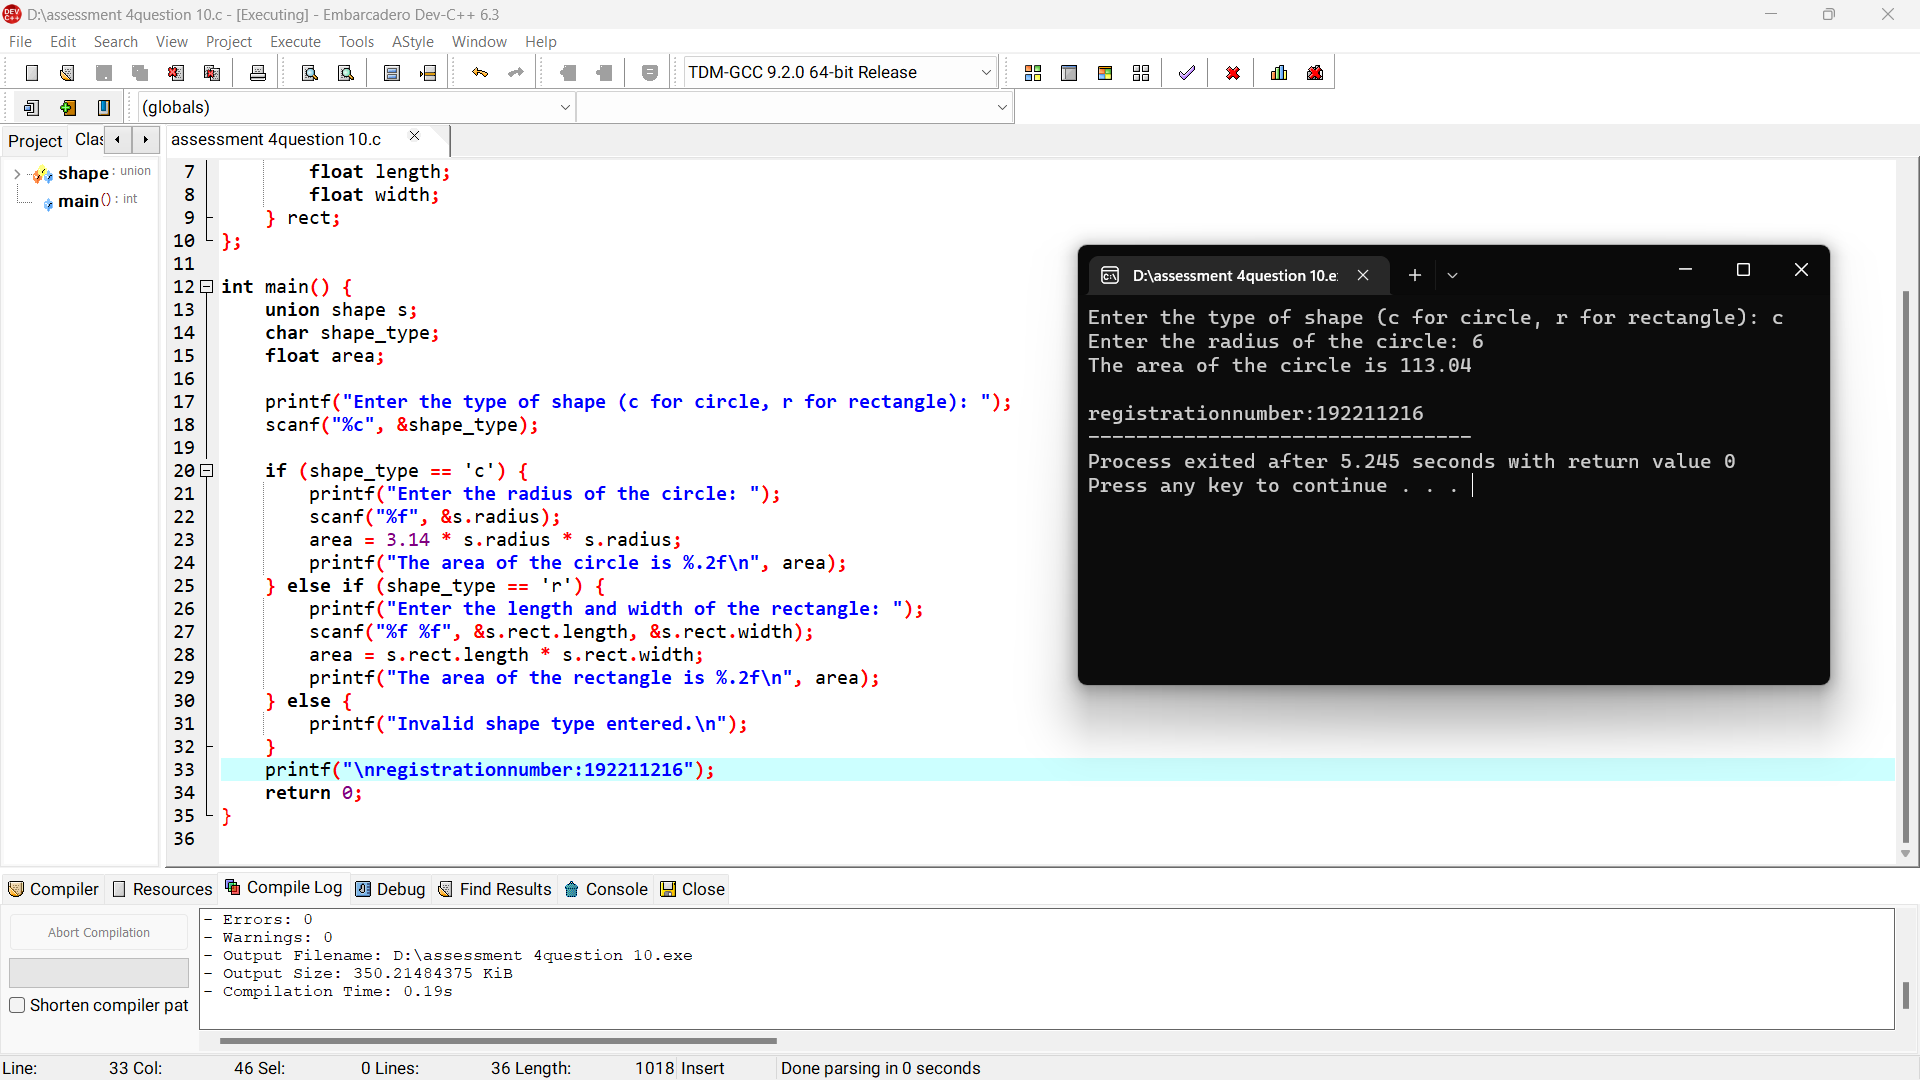 D:\assessment 4question 10.c - [Executing] - Embarcadero Dev-C++ 6.3
File Edit Search View Project Execute Tools AStyle Window Help
TDM-GCC 9.2.0 64-bit Release
(globals)
Project Clas
assessment 4question 10.c
shape : union
main() : int
7 float length;
8 float width;
9 } rect;
10 };
11
12 int main() {
13 union shape s;
14 char shape_type;
15 float area;
16
17 printf("Enter the type of shape (c for circle, r for rectangle): ");
18 scanf("%c", &shape_type);
19
20 if (shape_type == 'c') {
21 printf("Enter the radius of the circle: ");
22 scanf("%f", &s.radius);
23 area = 3.14 * s.radius * s.radius;
24 printf("The area of the circle is %.2f\n", area);
25 } else if (shape_type == 'r') {
26 printf("Enter the length and width of the rectangle: ");
27 scanf("%f %f", &s.rect.length, &s.rect.width);
28 area = s.rect.length * s.rect.width;
29 printf("The area of the rectangle is %.2f\n", area);
30 } else {
31 printf("Invalid shape type entered.\n");
32 }
33 printf("\nregistrationnumber:192211216");
34 return 0;
35 }
36
D:\assessment 4question 10.e
Enter the type of shape (c for circle, r for rectangle): c
Enter the radius of the circle: 6
The area of the circle is 113.04
registrationnumber:192211216
--------------------------------
Process exited after 5.245 seconds with return value 0
Press any key to continue . . .
Compiler Resources Compile Log Debug Find Results Console Close
Abort Compilation
Shorten compiler pat
- Errors: 0
- Warnings: 0
- Output Filename: D:\assessment 4question 10.exe
- Output Size: 350.21484375 KiB
- Compilation Time: 0.19s
Line: 33 Col: 46 Sel: 0 Lines: 36 Length: 1018 Insert Done parsing in 0 seconds